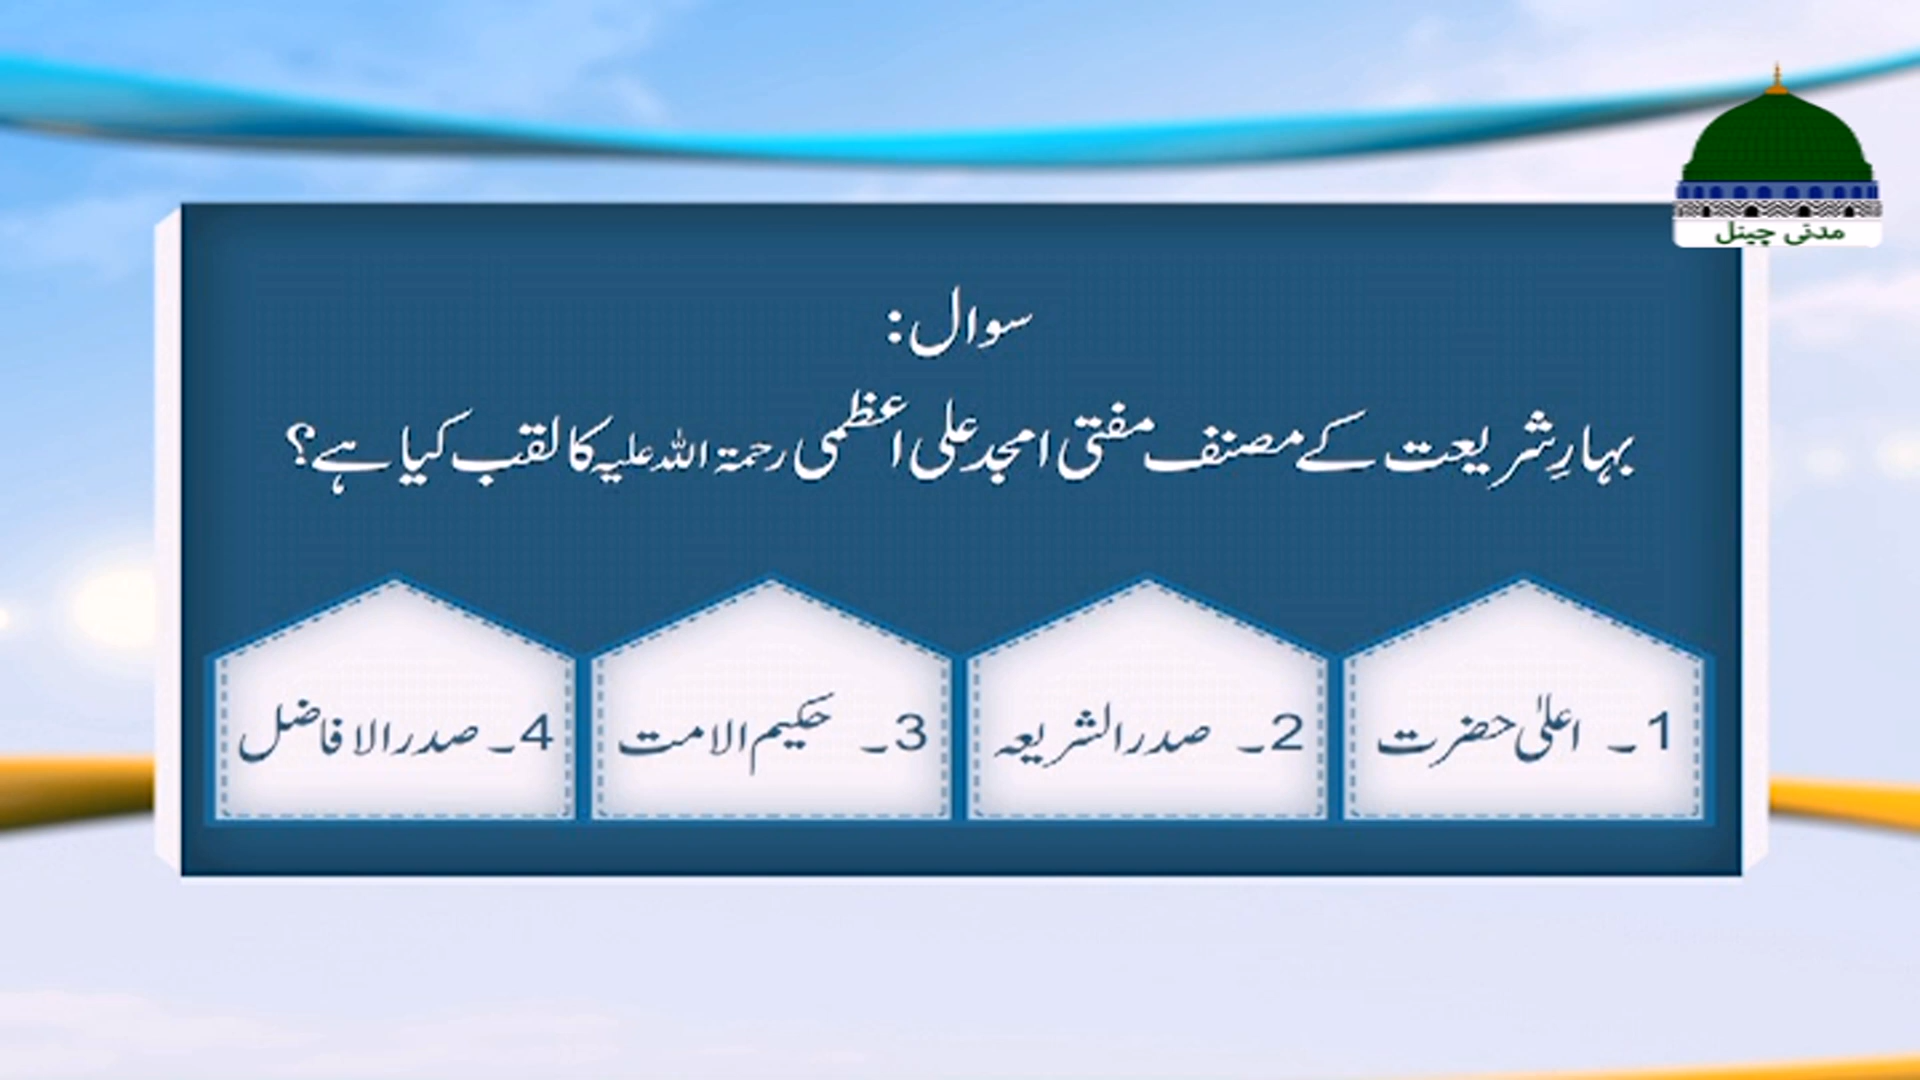 مدنی چینل
سوال:
بہارِ شریعت کے مصنف مفتی امجد علی اعظمی رحمۃ اللہ علیہ کا لقب کیا ہے؟
1۔ اعلیٰ حضرت
2۔ صدر الشریعہ
3۔ حکیم الامت
4۔ صدر الافاضل